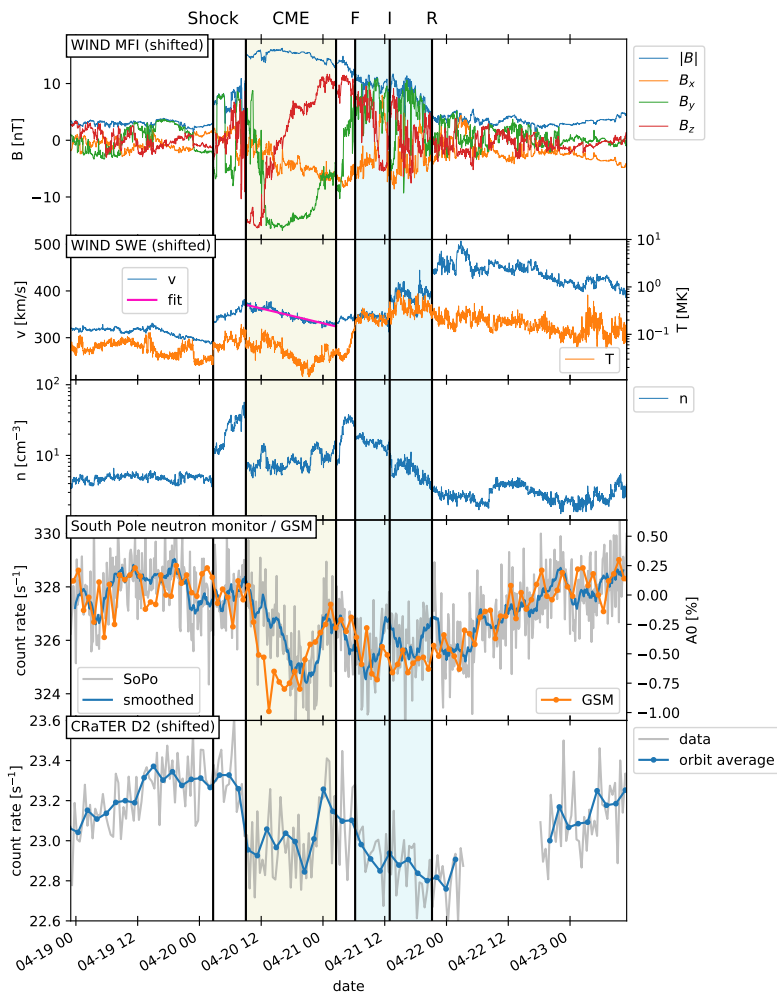 Shock CME F I R
WIND MFI (shifted)
B [nT]
10
0
−10
|B|
Bx
By
Bz
WIND SWE (shifted)
v [km/s]
500
400
300
v
fit
T
T [MK]
10^1
10^0
10^-1
n [cm^-3]
10^2
10^1
n
South Pole neutron monitor / GSM
count rate [s^-1]
330
328
326
324
SoPo
smoothed
GSM
A0 [%]
0.50
0.25
0.00
−0.25
−0.50
−0.75
−1.00
CRaTER D2 (shifted)
count rate [s^-1]
23.6
23.4
23.2
23.0
22.8
22.6
data
orbit average
04-19 00 04-19 12 04-20 00 04-20 12 04-21 00 04-21 12 04-22 00 04-22 12 04-23 00
date